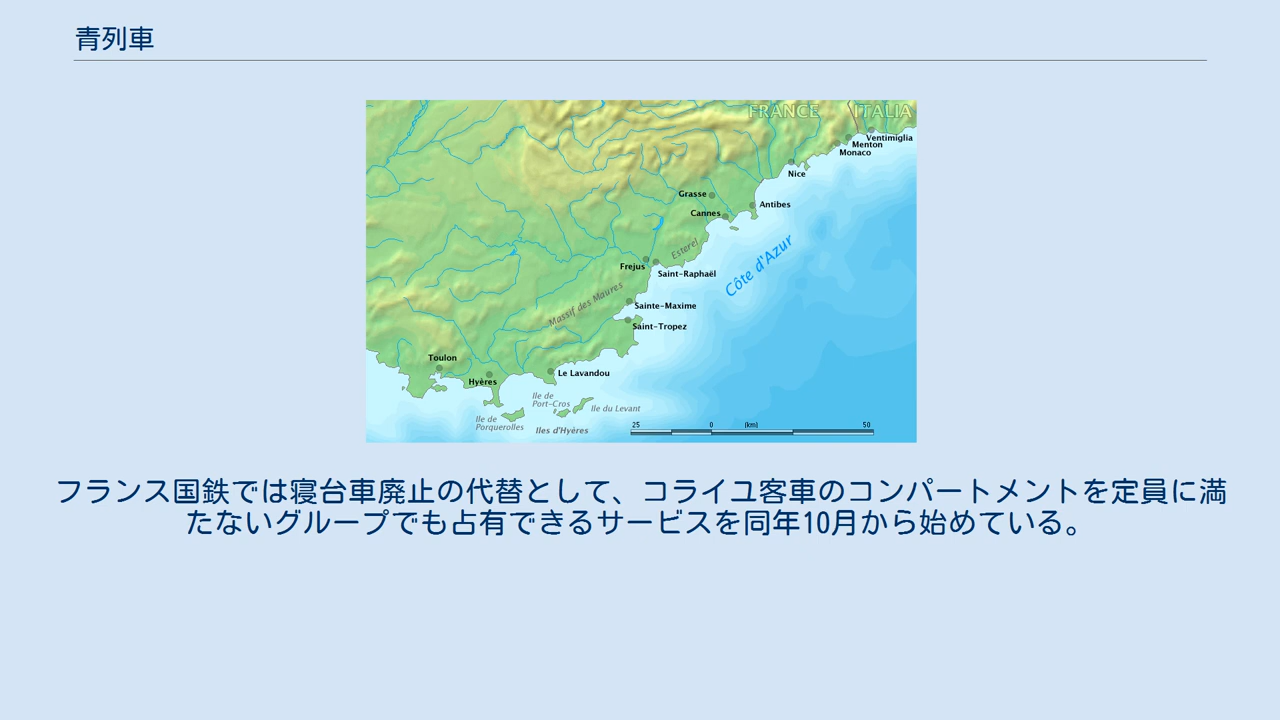 青列車
FRANCE
ITALIA
Ventimiglia
Menton
Monaco
Nice
Grasse
Antibes
Cannes
Côte d'Azur
Esterel
Frejus
Saint-Raphaël
Massif des Maures
Sainte-Maxime
Saint-Tropez
Toulon
Le Lavandou
Hyères
Ile de
Port-Cros
Ile du Levant
Ile de
Porquerolles
Iles d'Hyéres
25 0 (km) 50
フランス国鉄では寝台車廃止の代替として、コライユ客車のコンパートメントを定員に満
たないグループでも占有できるサービスを同年10月から始めている。